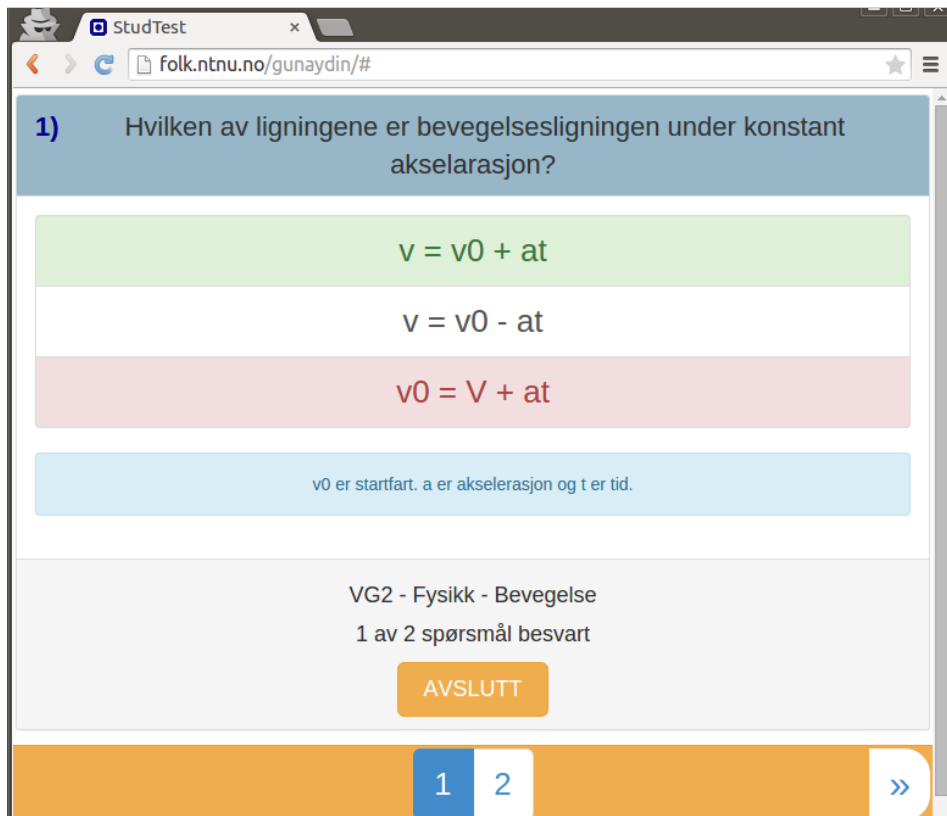 StudTest
folk.ntnu.no/gunaydin/#
1) Hvilken av ligningene er bevegelsesligningen under konstant
akselarasjon?
v = v0 + at
v = v0 - at
v0 = V + at
v0 er startfart. a er akselerasjon og t er tid.
VG2 - Fysikk - Bevegelse
1 av 2 spørsmål besvart
AVSLUTT
1 2 »